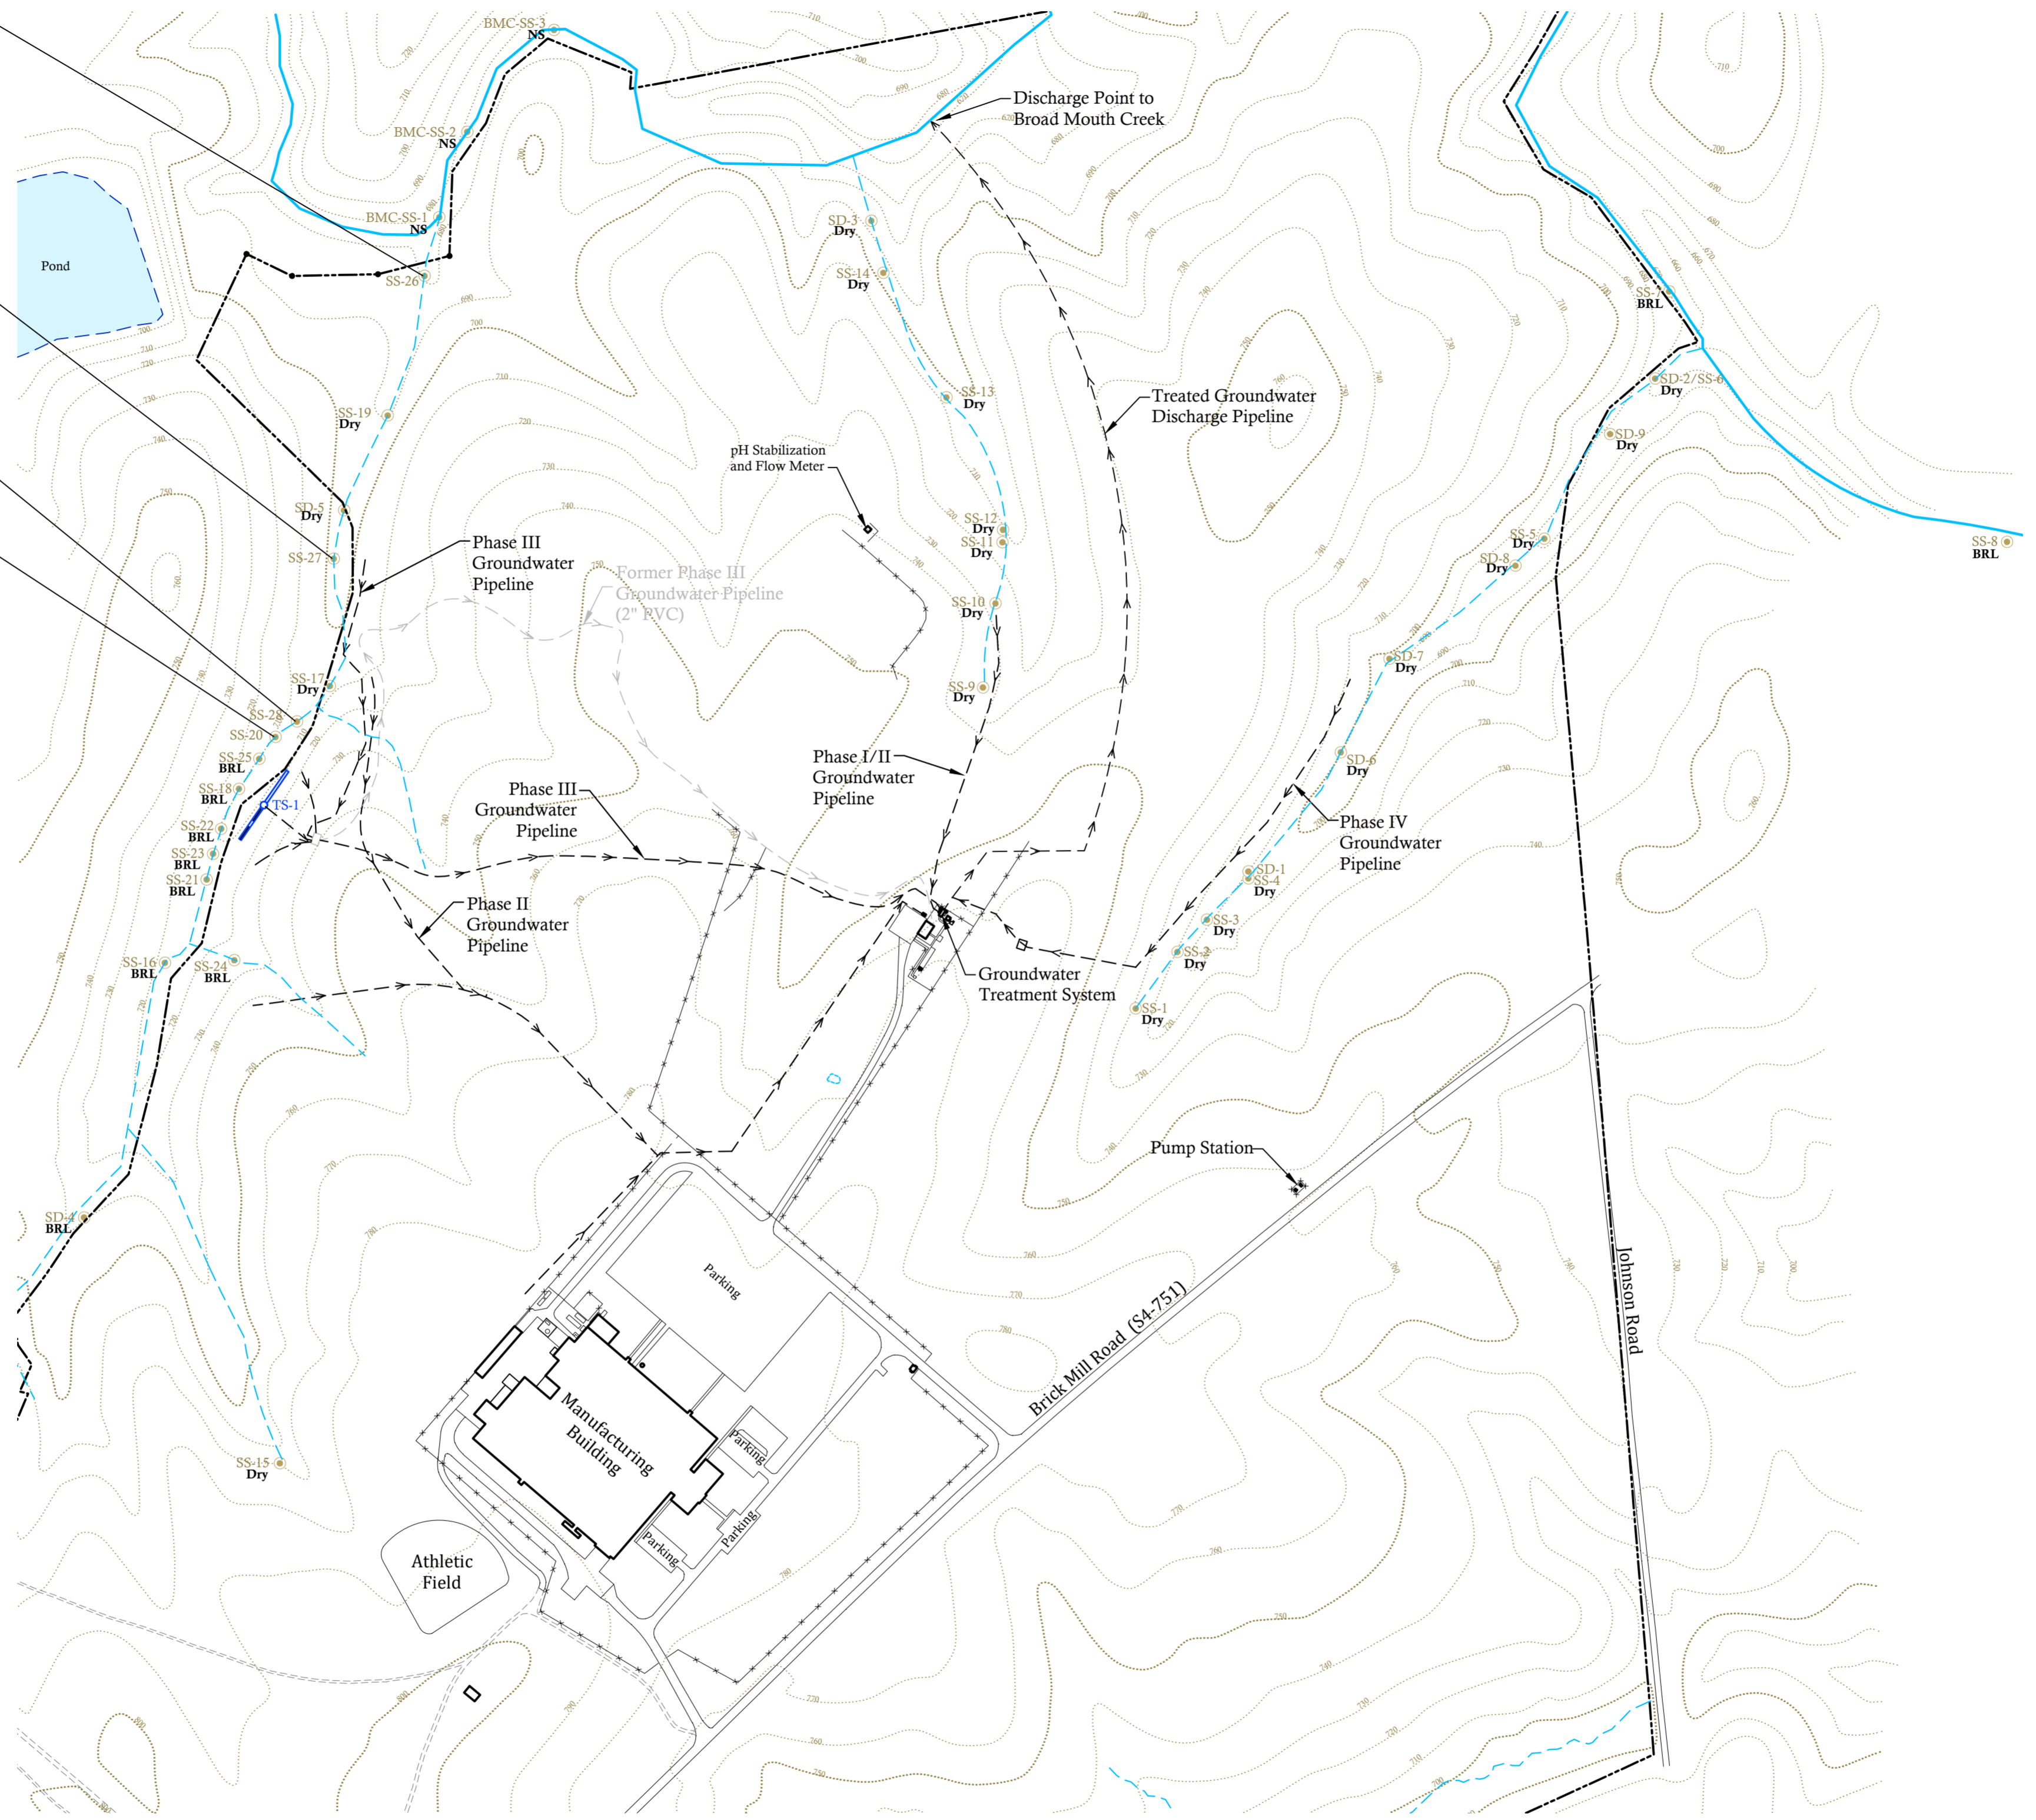 BMC-SS-3
NS
BMC-SS-2
NS
BMC-SS-1
NS
Discharge Point to
Broad Mouth Creek
Pond
SS-26
SD-3
Dry
SS-14
Dry
SS-7
BRL
SD-2/SS-6
Dry
SS-13
Dry
Treated Groundwater
Discharge Pipeline
SS-19
Dry
SD-9
Dry
pH Stabilization
and Flow Meter
SD-5
Dry
SS-12
Dry
SS-11
Dry
SS-5
Dry
SD-8
Dry
SS-8
BRL
SS-27
Phase III
Groundwater
Pipeline
Former Phase III
Groundwater Pipeline
(2" PVC)
SS-10
Dry
SD-7
Dry
SS-17
Dry
SS-9
Dry
SS-28
SS-20
SS-25
BRL
SS-18
BRL
TS-1
SS-22
BRL
SS-23
BRL
SS-21
BRL
Phase I/II
Groundwater
Pipeline
SD-6
Dry
Phase III
Groundwater
Pipeline
Phase IV
Groundwater
Pipeline
SD-1
SS-4
Dry
Phase II
Groundwater
Pipeline
SS-3
Dry
SS-2
Dry
SS-16
BRL
SS-24
BRL
Groundwater
Treatment System
SS-1
Dry
Pump Station
SD-4
BRL
Parking
Johnson Road
Brick Mill Road (S4-751)
Manufacturing
Building
Parking
Parking
Parking
SS-15
Dry
Athletic
Field